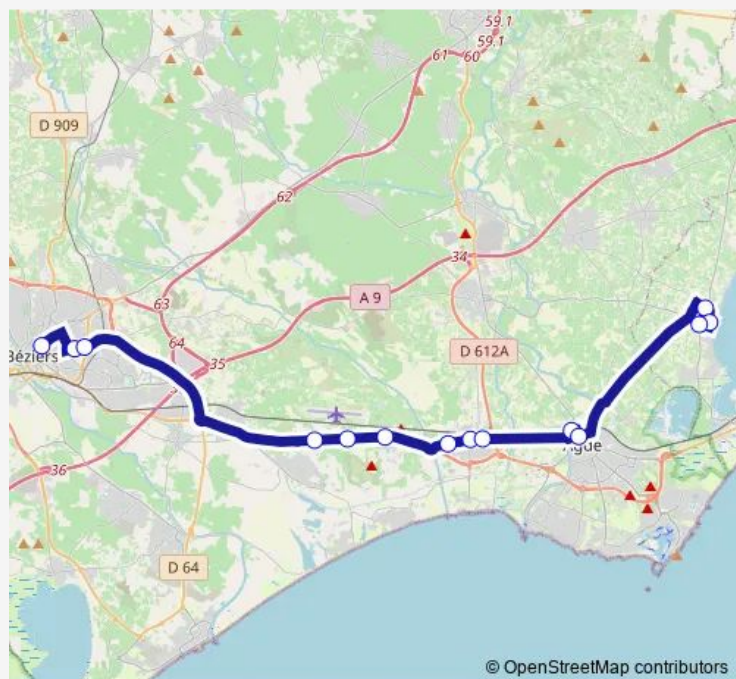 59.1
61
60
59.1
D 909
62
34
A 9
63
64
35
D 612A
Béziers
Agde
36
D 64
© OpenStreetMap contributors